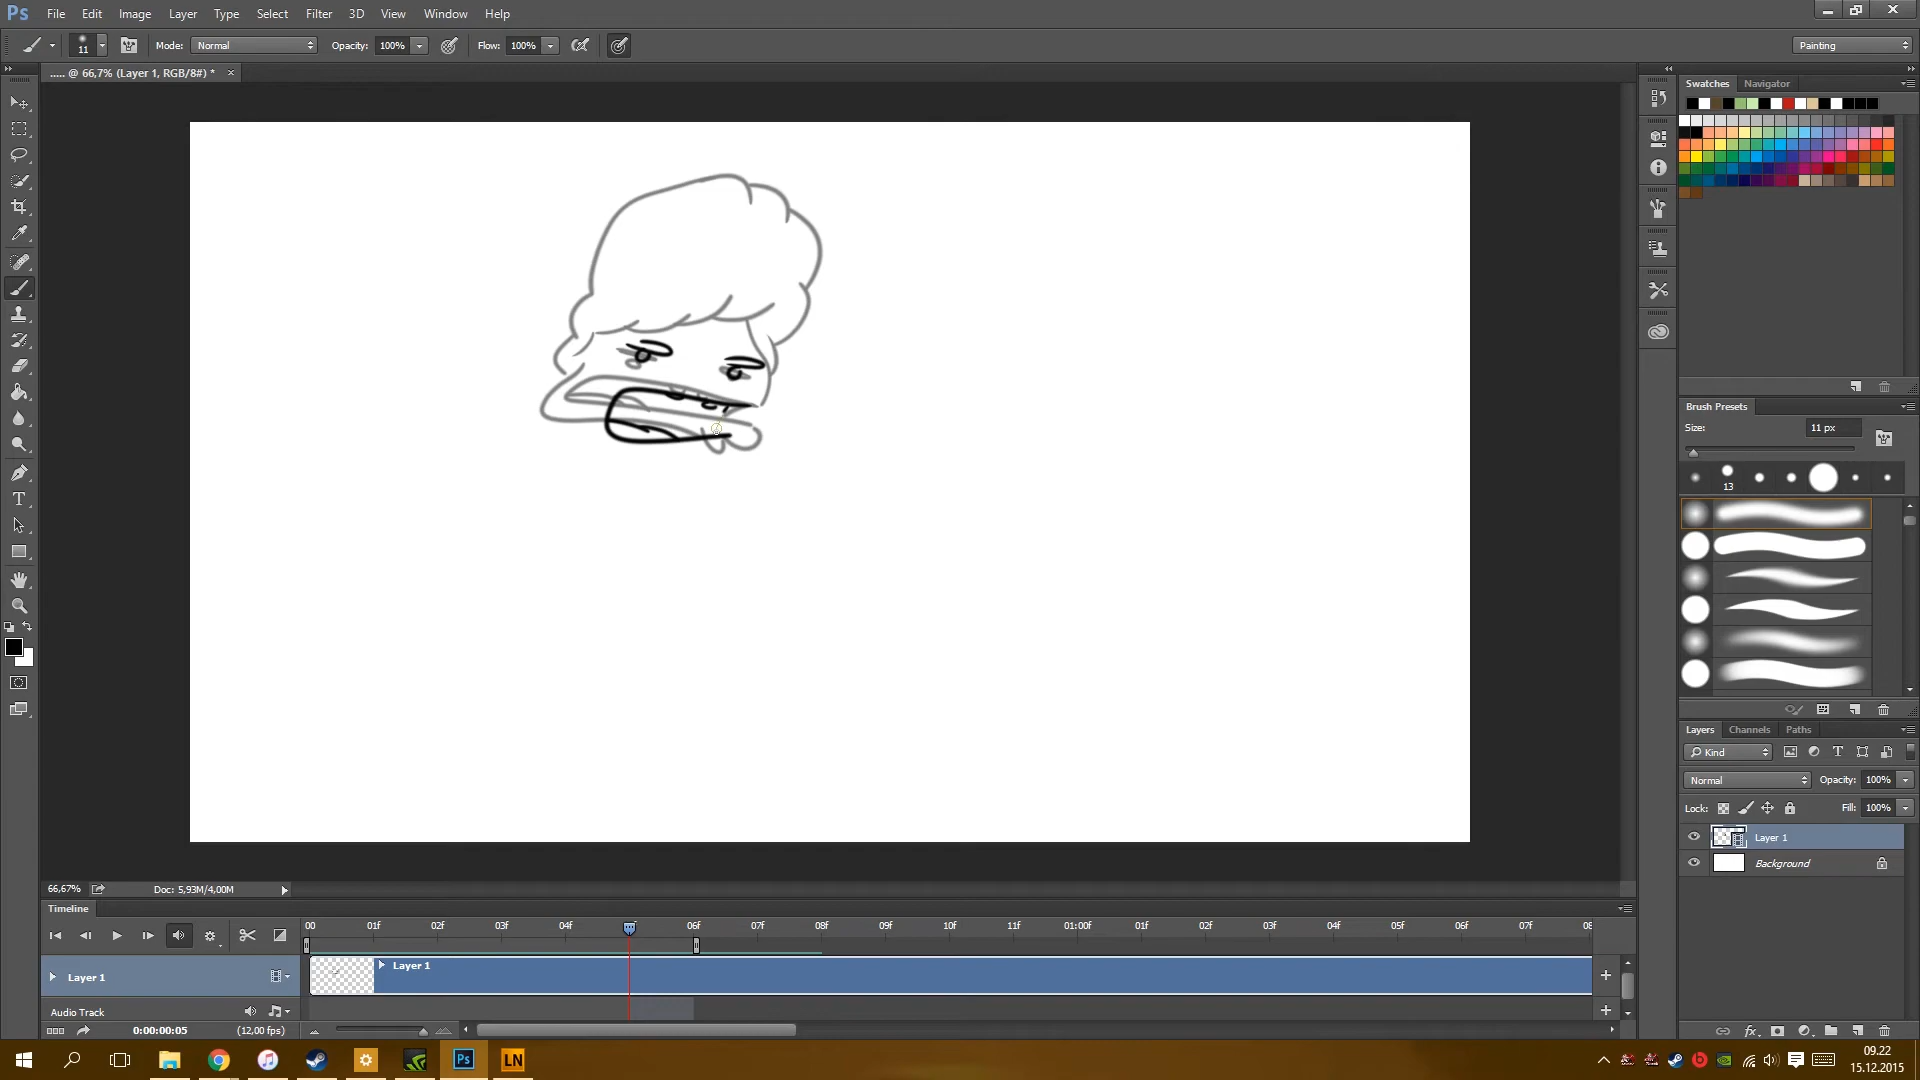 Ps File Edit Image Layer Type Select Filter 3D View Window Help
11 Mode: Normal Opacity: 100% Flow: 100% Painting
..... @ 66,7% (Layer 1, RGB/8#) * ×
Swatches Navigator
Brush Presets
Size: 11 px
13
T
Layers Channels Paths
Kind T
Normal Opacity: 100%
Lock: Fill: 100%
Layer 1
Background
66,67% Doc: 5,93M/4,00M
Timeline
00 01f 02f 03f 04f 06f 07f 08f 09f 10f 11f 01:00f 02f 03f 04f 05f 06f 07f 08
Layer 1 Layer 1
Audio Track
0:00:00:05 (12,00 fps)
fx
Ps LN
09.22
15.12.2015